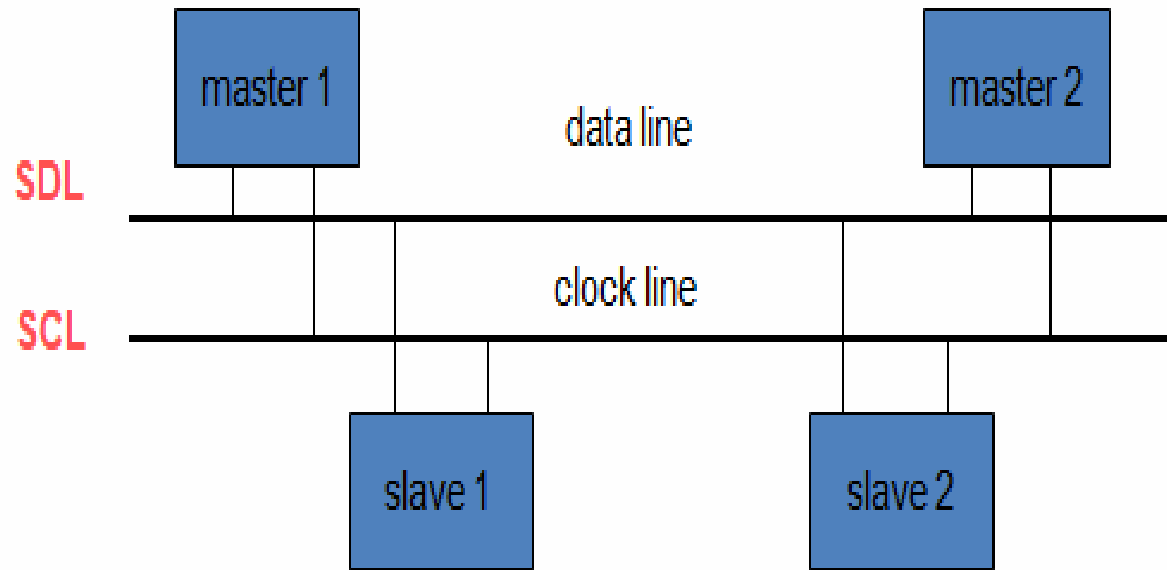 master 1
master 2
data line
SDL
clock line
SCL
slave 1
slave 2